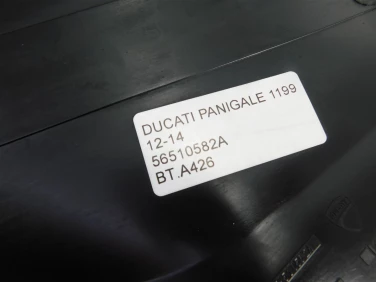 DUCATI PANIGALE 1199
12-14
56510582A
BT.A426